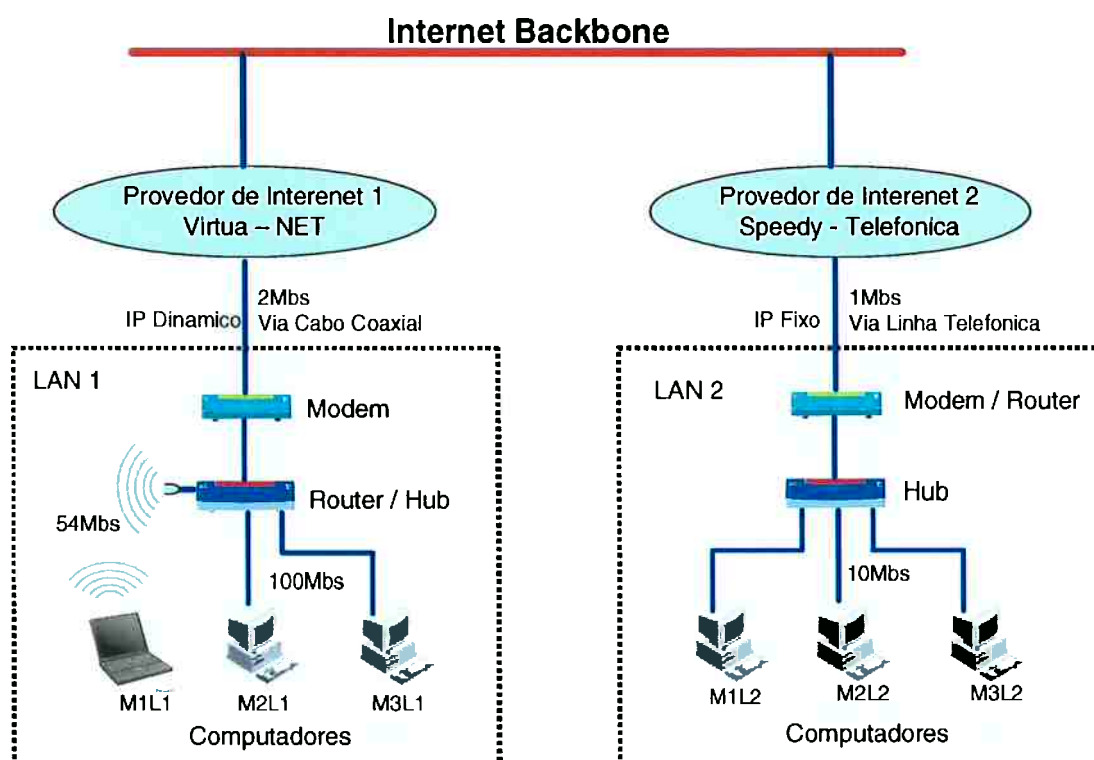 Internet Backbone
Provedor de Interenet 1
Virtua – NET
Provedor de Interenet 2
Speedy - Telefonica
IP Dinamico
2Mbs
Via Cabo Coaxial
IP Fixo
1Mbs
Via Linha Telefonica
LAN 1
Modem
Router / Hub
54Mbs
100Mbs
M1L1
M2L1
M3L1
Computadores
LAN 2
Modem / Router
Hub
10Mbs
M1L2
M2L2
M3L2
Computadores